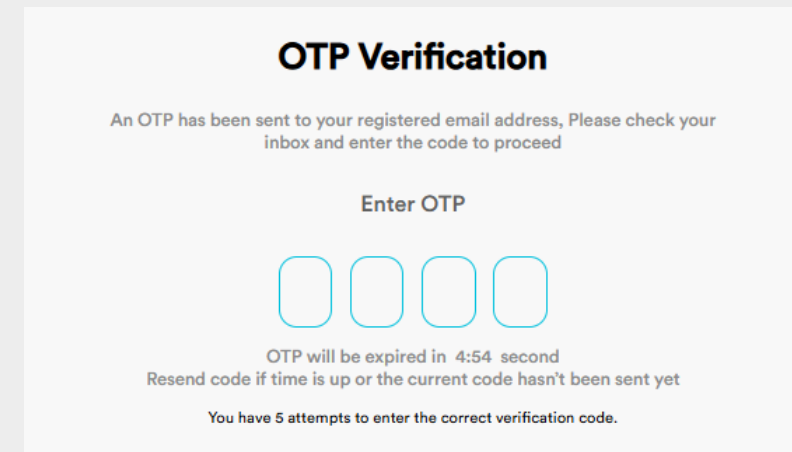 OTP Verification
An OTP has been sent to your registered email address, Please check your
inbox and enter the code to proceed
Enter OTP
OTP will be expired in 4:54 second
Resend code if time is up or the current code hasn't been sent yet
You have 5 attempts to enter the correct verification code.